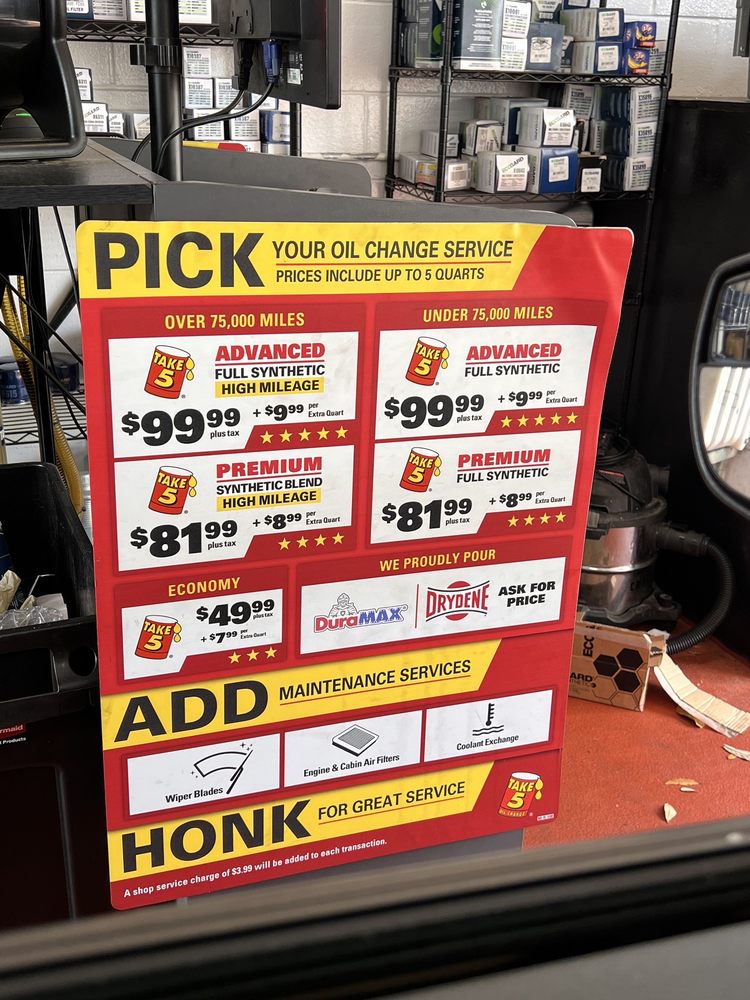 PICK YOUR OIL CHANGE SERVICE
PRICES INCLUDE UP TO 5 QUARTS
OVER 75,000 MILES
TAKE 5
ADVANCED
FULL SYNTHETIC
HIGH MILEAGE
$99.99 plus tax + $9.99 per Extra Quart
TAKE 5
PREMIUM
SYNTHETIC BLEND
HIGH MILEAGE
$81.99 plus tax + $8.99 per Extra Quart
UNDER 75,000 MILES
TAKE 5
ADVANCED
FULL SYNTHETIC
$99.99 plus tax + $9.99 per Extra Quart
TAKE 5
PREMIUM
FULL SYNTHETIC
$81.99 plus tax + $8.99 per Extra Quart
ECONOMY
TAKE 5
$49.99 plus tax
+ $7.99 per Extra Quart
WE PROUDLY POUR
DuraMAX
DRYDENE
ASK FOR
PRICE
ADD MAINTENANCE SERVICES
Wiper Blades
Engine & Cabin Air Filters
Coolant Exchange
HONK FOR GREAT SERVICE
TAKE 5
OIL CHANGE
A shop service charge of $3.99 will be added to each transaction.